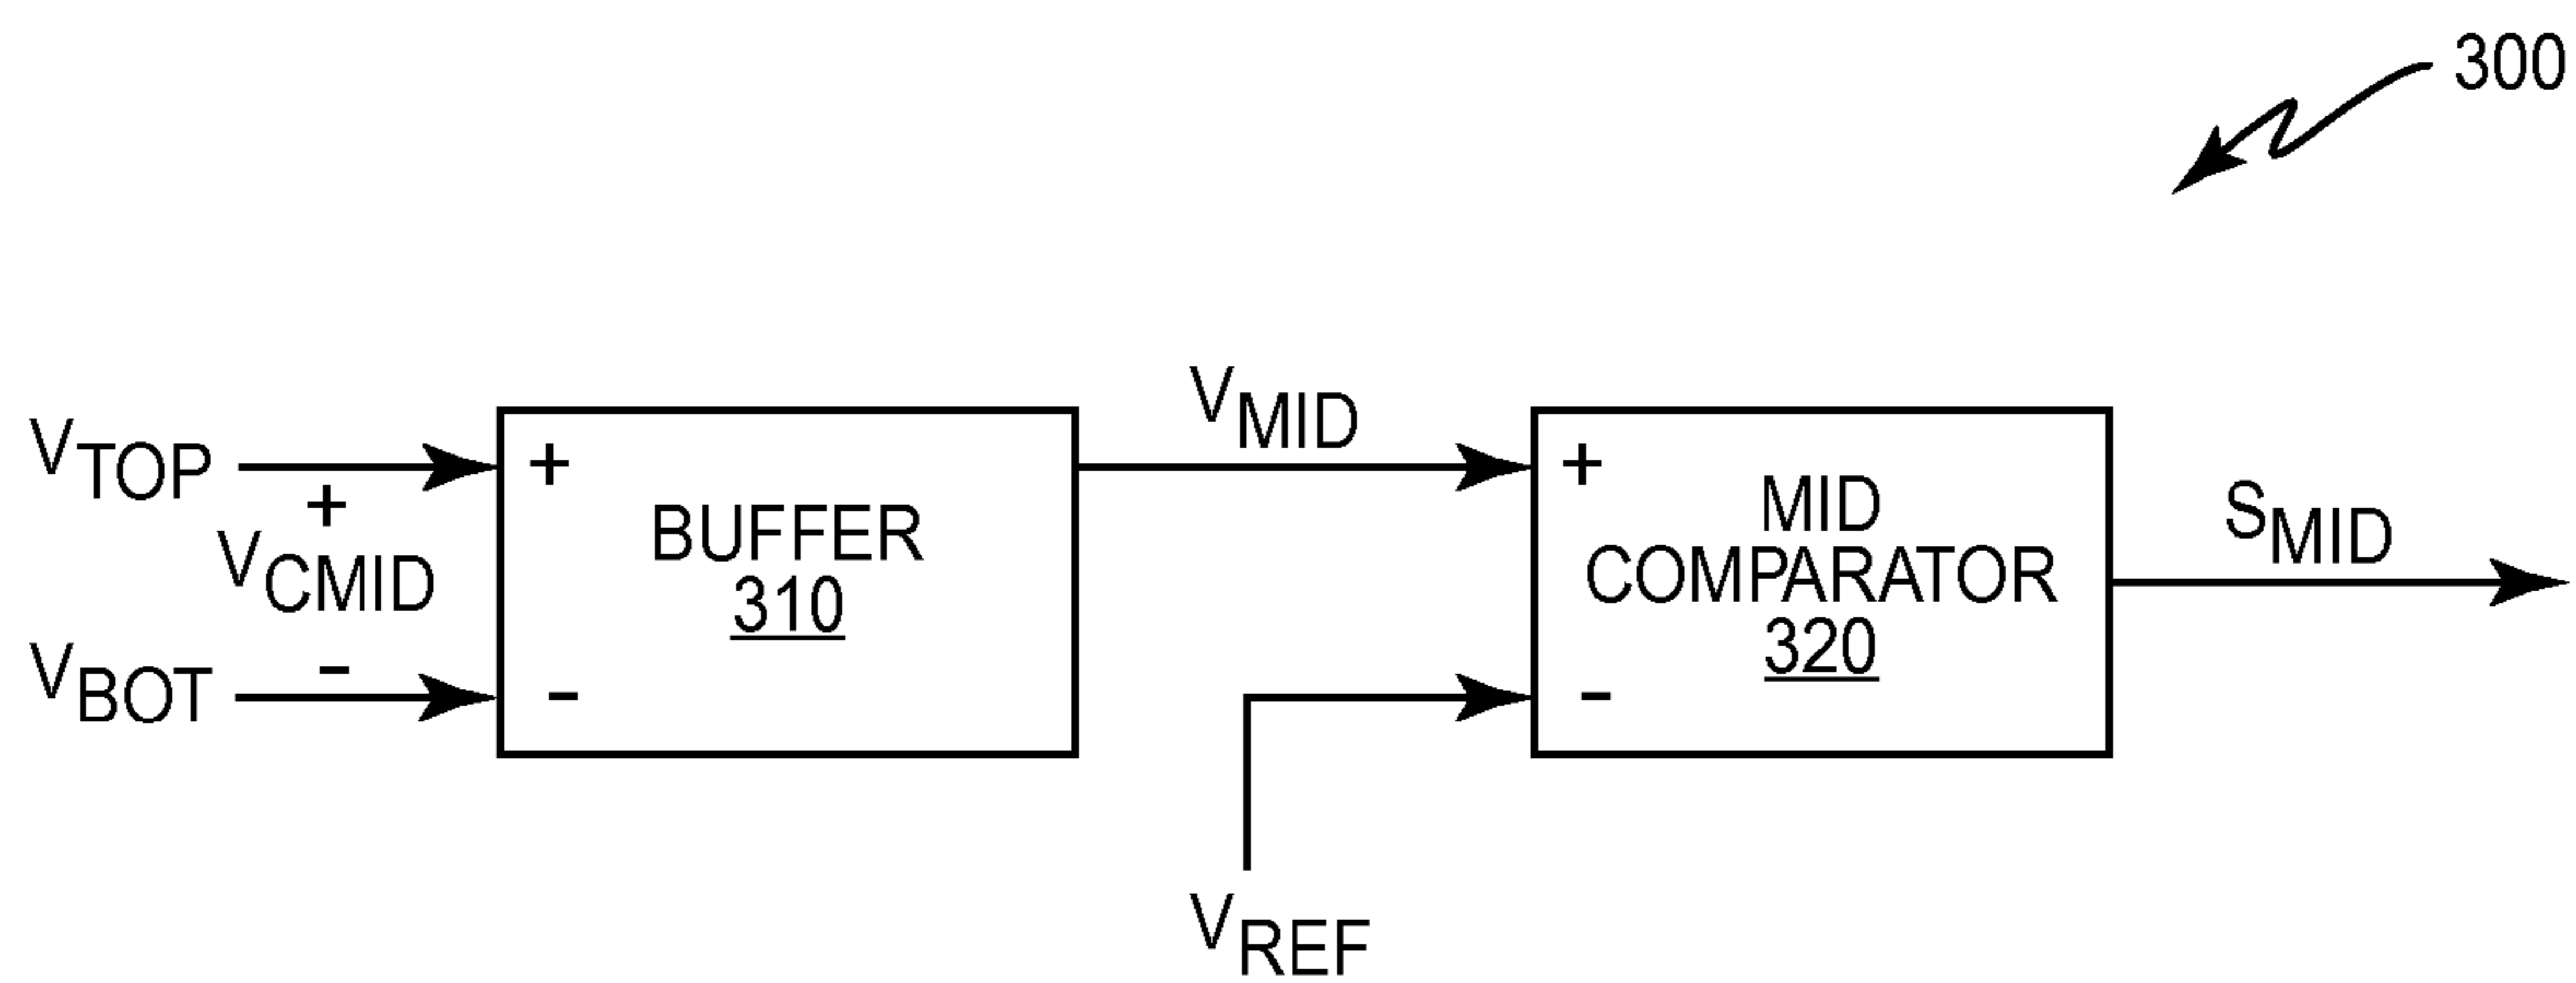 300
VTOP
+
VCMID
-
VBOT
+
BUFFER
310
-
VMID
VREF
+
MID
COMPARATOR
320
-
SMID